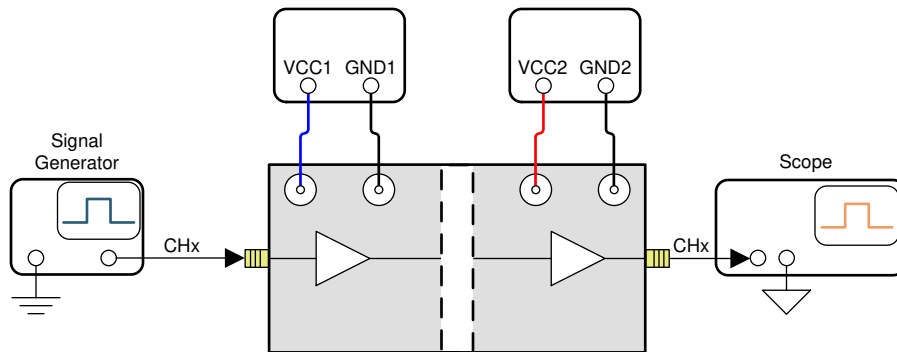 VCC1 GND1
VCC2 GND2
Signal
Generator
Scope
CHx
CHx